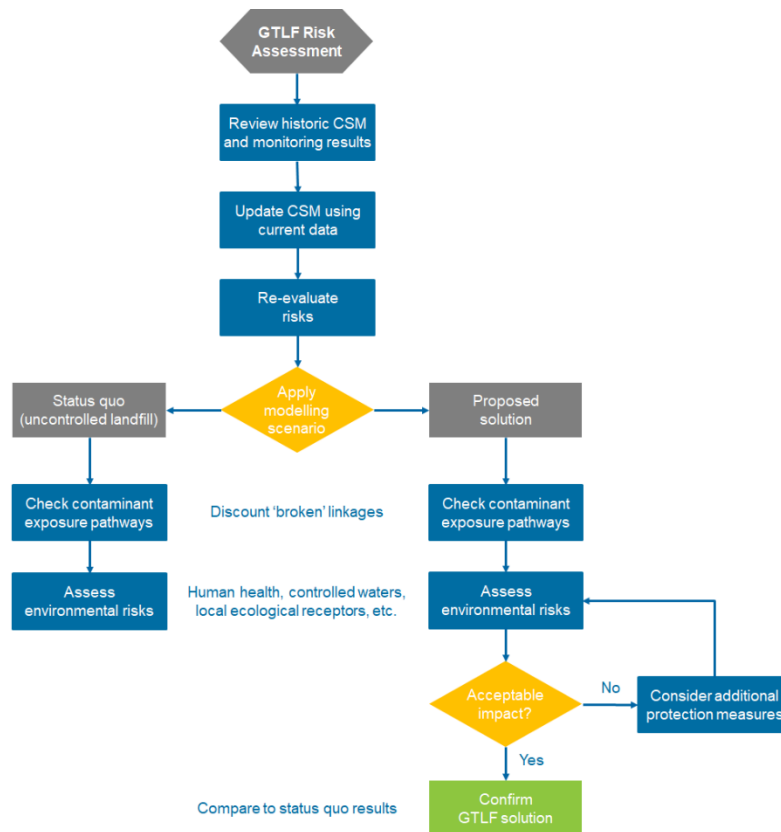 GTLF Risk
Assessment
Review historic CSM
and monitoring results
Update CSM using
current data
Re-evaluate
risks
Apply
modelling
scenario
Status quo
(uncontrolled landfill)
Proposed
solution
Check contaminant
exposure pathways
Discount ‘broken’ linkages
Check contaminant
exposure pathways
Assess
environmental risks
Human health, controlled waters,
local ecological receptors, etc.
Assess
environmental risks
Acceptable
impact?
No
Consider additional
protection measures
Yes
Compare to status quo results
Confirm
GTLF solution